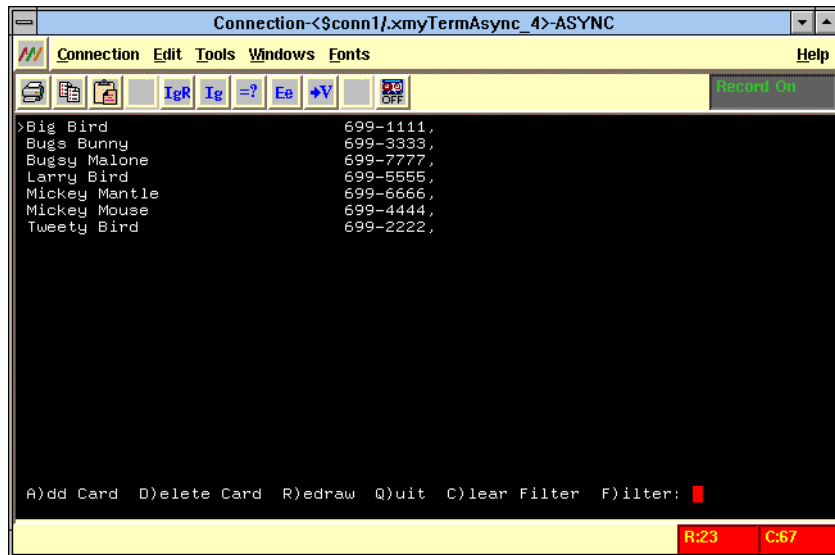 Connection-<$conn1/.xmyTermAsync_4>-ASYNC
Connection Edit Tools Windows Fonts Help
IgR Ig =? Ee →V OFF Record On
>Big Bird 699-1111,
Bugs Bunny 699-3333,
Bugsy Malone 699-7777,
Larry Bird 699-5555,
Mickey Mantle 699-6666,
Mickey Mouse 699-4444,
Tweety Bird 699-2222,
A)dd Card D)elete Card R)edraw Q)uit C)lear Filter F)ilter:
R:23 C:67